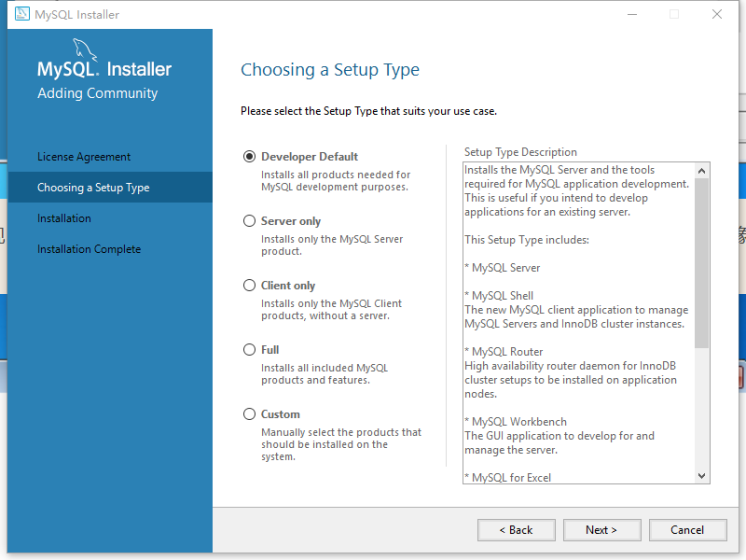 MySQL Installer
MySQL. Installer
Adding Community
License Agreement
Choosing a Setup Type
Installation
Installation Complete
Choosing a Setup Type
Please select the Setup Type that suits your use case.
Developer Default
Installs all products needed for
MySQL development purposes.
Server only
Installs only the MySQL Server
product.
Client only
Installs only the MySQL Client
products, without a server.
Full
Installs all included MySQL
products and features.
Custom
Manually select the products that
should be installed on the
system.
Setup Type Description
Installs the MySQL Server and the tools
required for MySQL application development.
This is useful if you intend to develop
applications for an existing server.
This Setup Type includes:
* MySQL Server
* MySQL Shell
The new MySQL client application to manage
MySQL Servers and InnoDB cluster instances.
* MySQL Router
High availability router daemon for InnoDB
cluster setups to be installed on application
nodes.
* MySQL Workbench
The GUI application to develop for and
manage the server.
* MySQL for Excel
< Back
Next >
Cancel